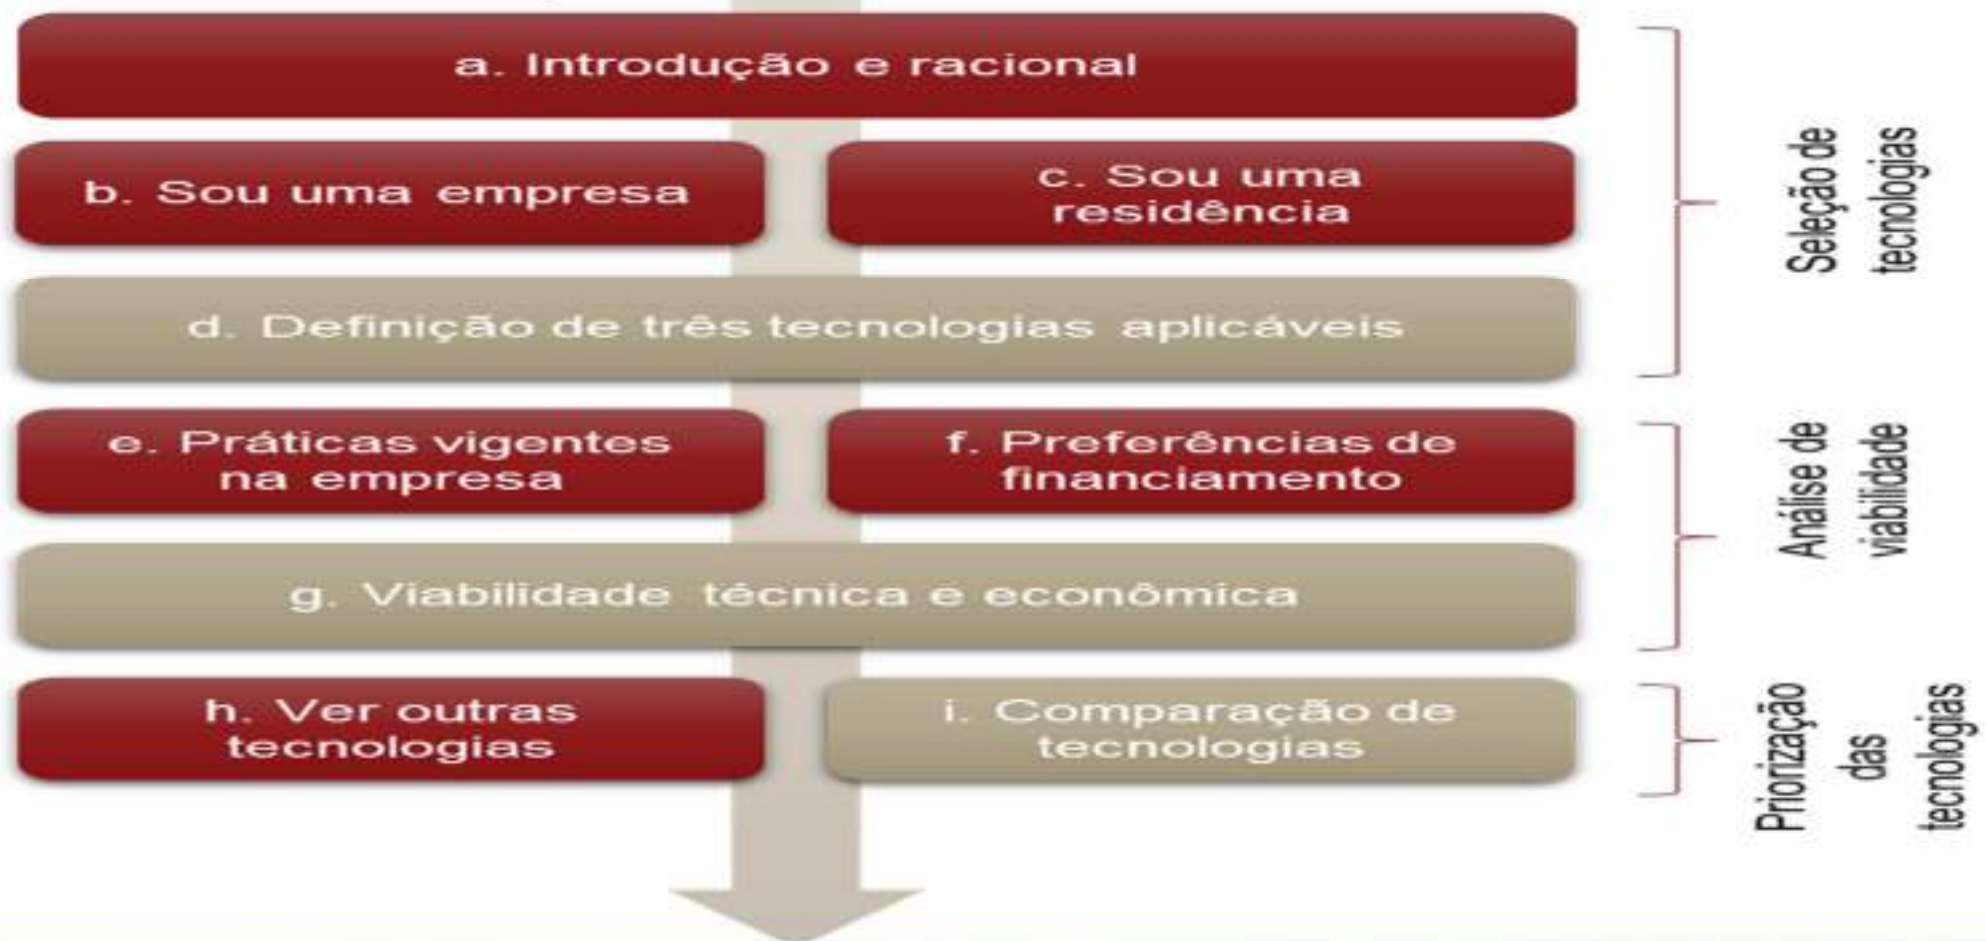 a. Introdução e racional
b. Sou uma empresa
c. Sou uma
residência
d. Definição de três tecnologias aplicáveis
Seleção de
tecnologias
e. Práticas vigentes
na empresa
f. Preferências de
financiamento
g. Viabilidade técnica e econômica
Análise de
viabilidade
h. Ver outras
tecnologias
i. Comparação de
tecnologias
Priorização
das
tecnologias